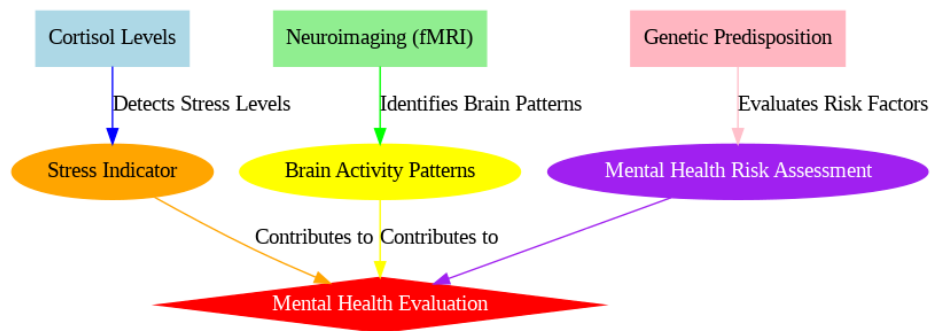 Cortisol Levels
Neuroimaging (fMRI)
Genetic Predisposition
Detects Stress Levels
Identifies Brain Patterns
Evaluates Risk Factors
Stress Indicator
Brain Activity Patterns
Mental Health Risk Assessment
Contributes to
Contributes to
Mental Health Evaluation